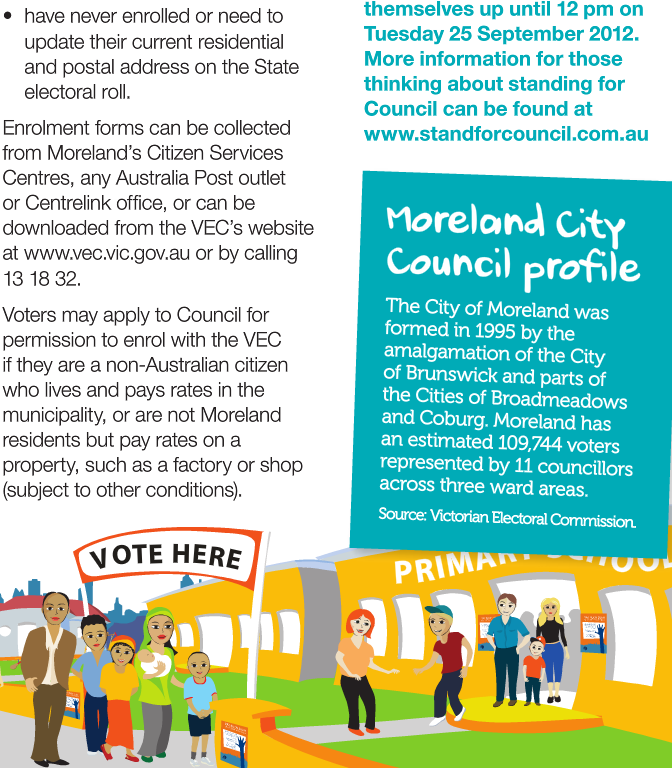 • have never enrolled or need to
update their current residential
and postal address on the State
electoral roll.
Enrolment forms can be collected
from Moreland’s Citizen Services
Centres, any Australia Post outlet
or Centrelink office, or can be
downloaded from the VEC’s website
at www.vec.vic.gov.au or by calling
13 18 32.
Voters may apply to Council for
permission to enrol with the VEC
if they are a non-Australian citizen
who lives and pays rates in the
municipality, or are not Moreland
residents but pay rates on a
property, such as a factory or shop
(subject to other conditions).
themselves up until 12 pm on
Tuesday 25 September 2012.
More information for those
thinking about standing for
Council can be found at
www.standforcouncil.com.au
Moreland City
Council profile
The City of Moreland was
formed in 1995 by the
amalgamation of the City
of Brunswick and parts of
the Cities of Broadmeadows
and Coburg. Moreland has
an estimated 109,744 voters
represented by 11 councillors
across three ward areas.
Source: Victorian Electoral Commission.
VOTE HERE
PRIMARY SCHOOL